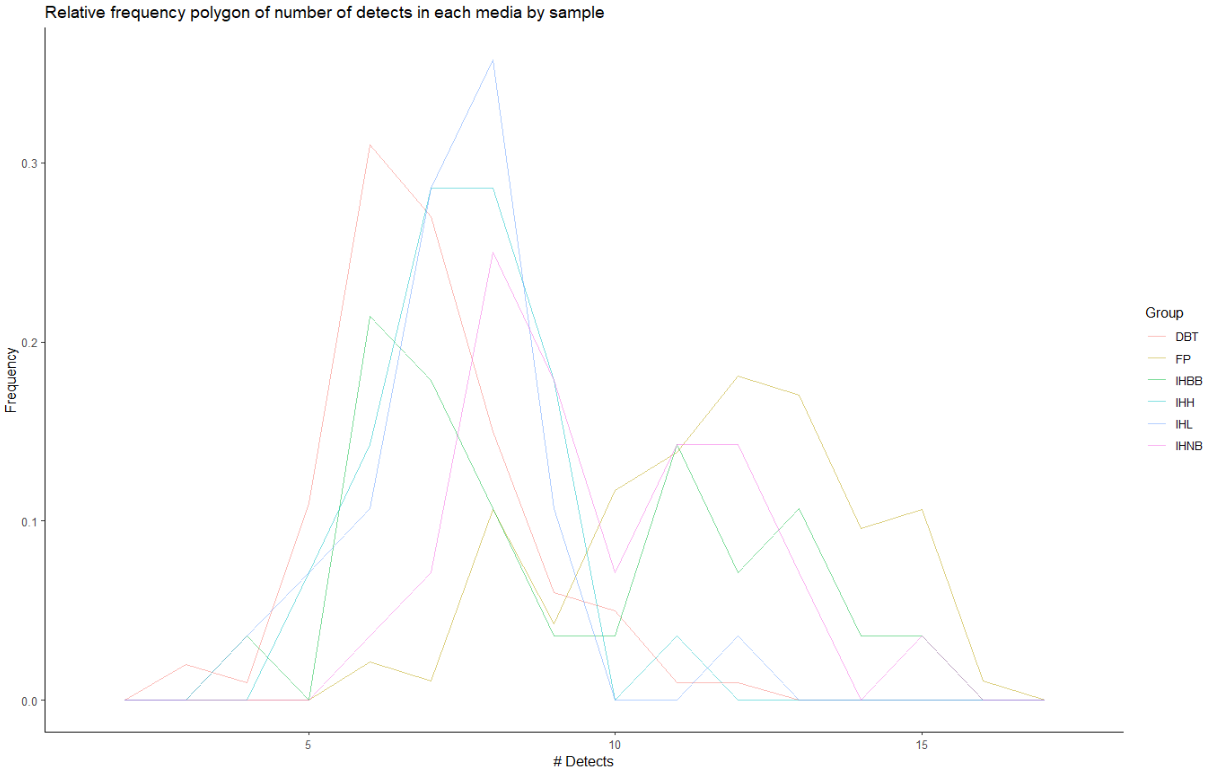 Relative frequency polygon of number of detects in each media by sample
Frequency
0.3
0.2
0.1
0.0
5
10
15
# Detects
Group
DBT
FP
IHBB
IHH
IHL
IHNB